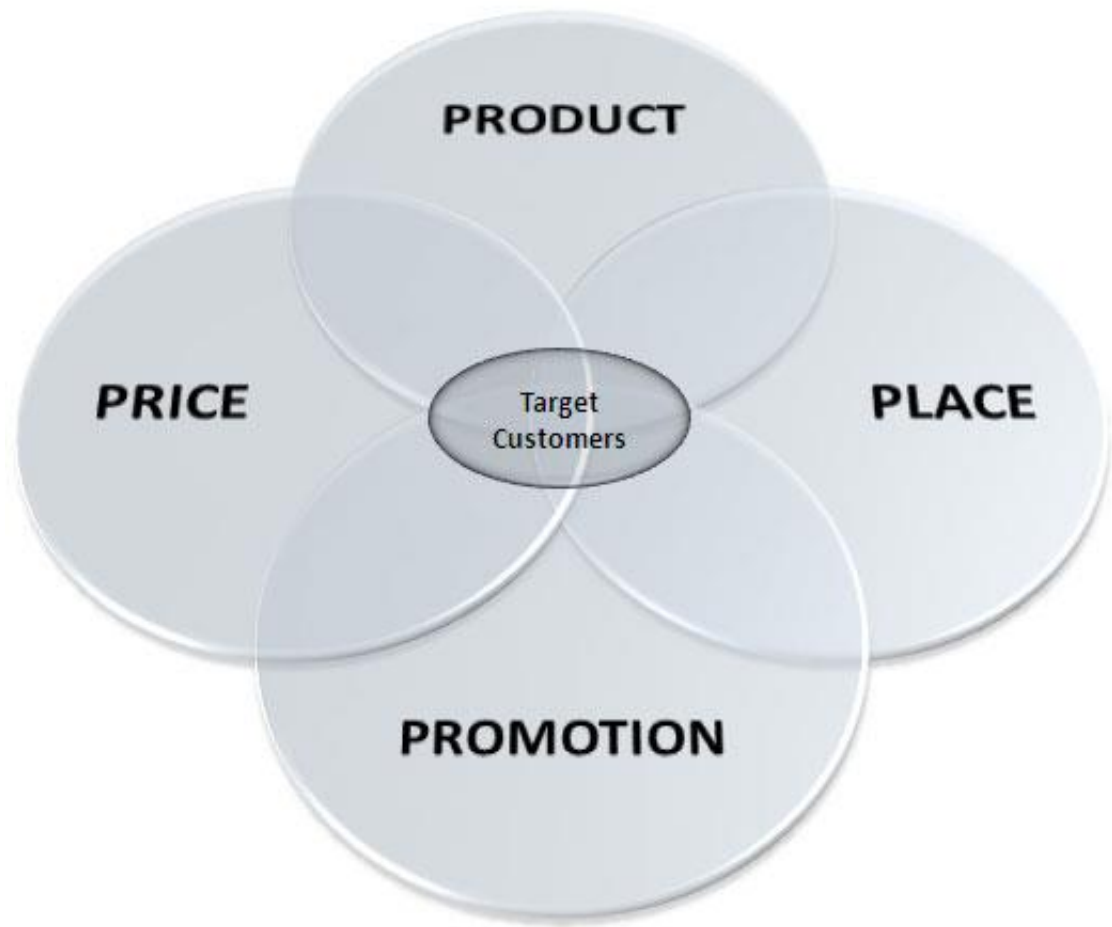 PRODUCT
PRICE
Target
Customers
PLACE
PROMOTION